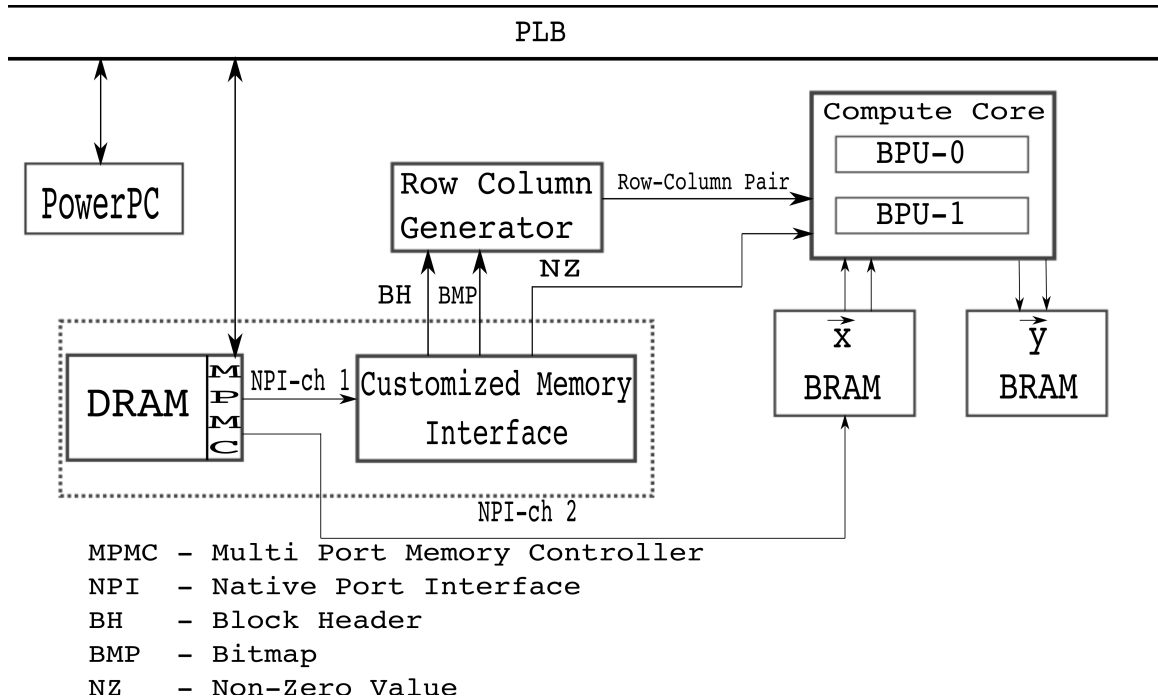 PLB
Compute Core
BPU-0
BPU-1
PowerPC
Row Column
Generator
Row-Column Pair
NZ
BH
BMP
x
BRAM
y
BRAM
DRAM
MPMC
NPI-ch 1
Customized Memory
Interface
NPI-ch 2
MPMC - Multi Port Memory Controller
NPI - Native Port Interface
BH - Block Header
BMP - Bitmap
NZ - Non-Zero Value